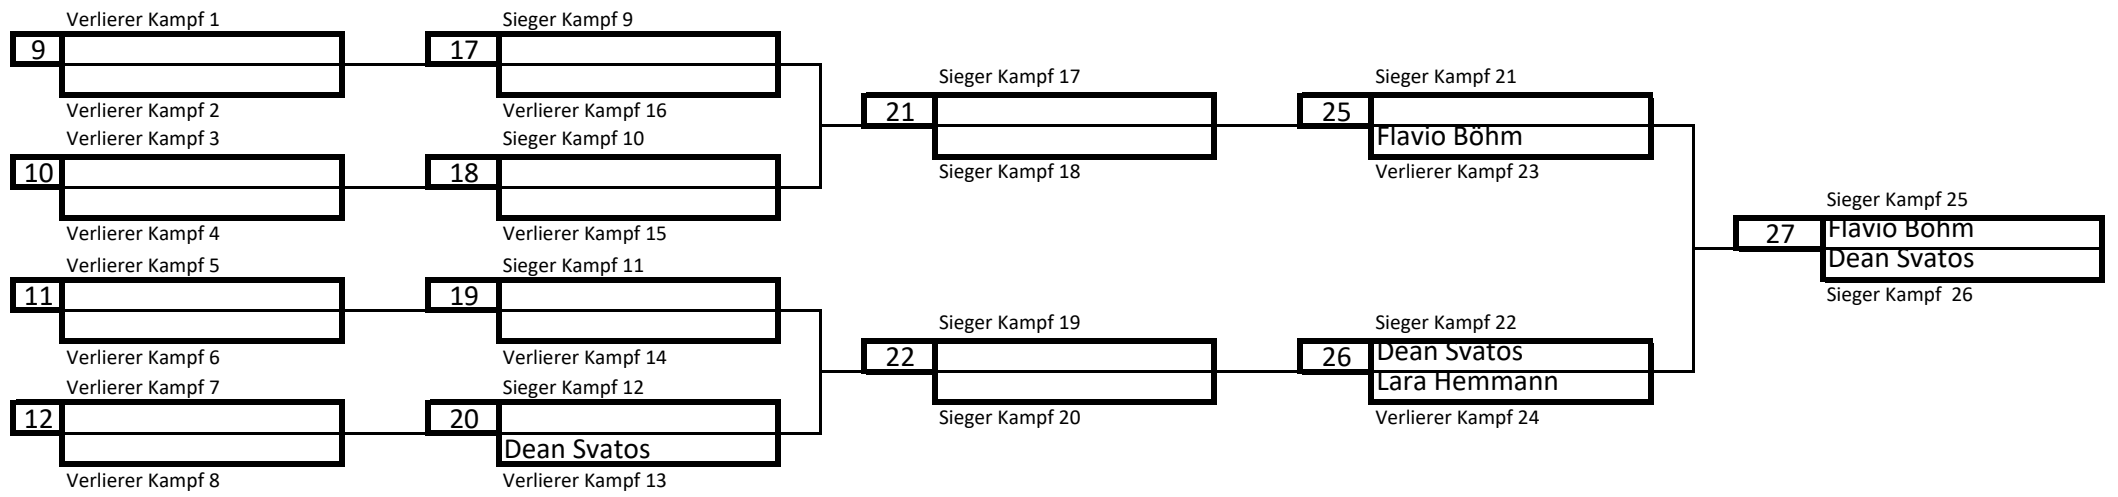 Verlierer Kampf 1
9
Verlierer Kampf 2
Verlierer Kampf 3
10
Verlierer Kampf 4
Verlierer Kampf 5
11
Verlierer Kampf 6
Verlierer Kampf 7
12
Verlierer Kampf 8
Sieger Kampf 9
17
Verlierer Kampf 16
Sieger Kampf 10
18
Verlierer Kampf 15
Sieger Kampf 11
19
Verlierer Kampf 14
Sieger Kampf 12
20
Dean Svatos
Verlierer Kampf 13
Sieger Kampf 17
21
Sieger Kampf 18
Sieger Kampf 19
22
Sieger Kampf 20
Sieger Kampf 21
25
Flavio Böhm
Verlierer Kampf 23
Sieger Kampf 22
26
Dean Svatos
Lara Hemmann
Verlierer Kampf 24
Sieger Kampf 25
27
Flavio Böhm
Dean Svatos
Sieger Kampf 26